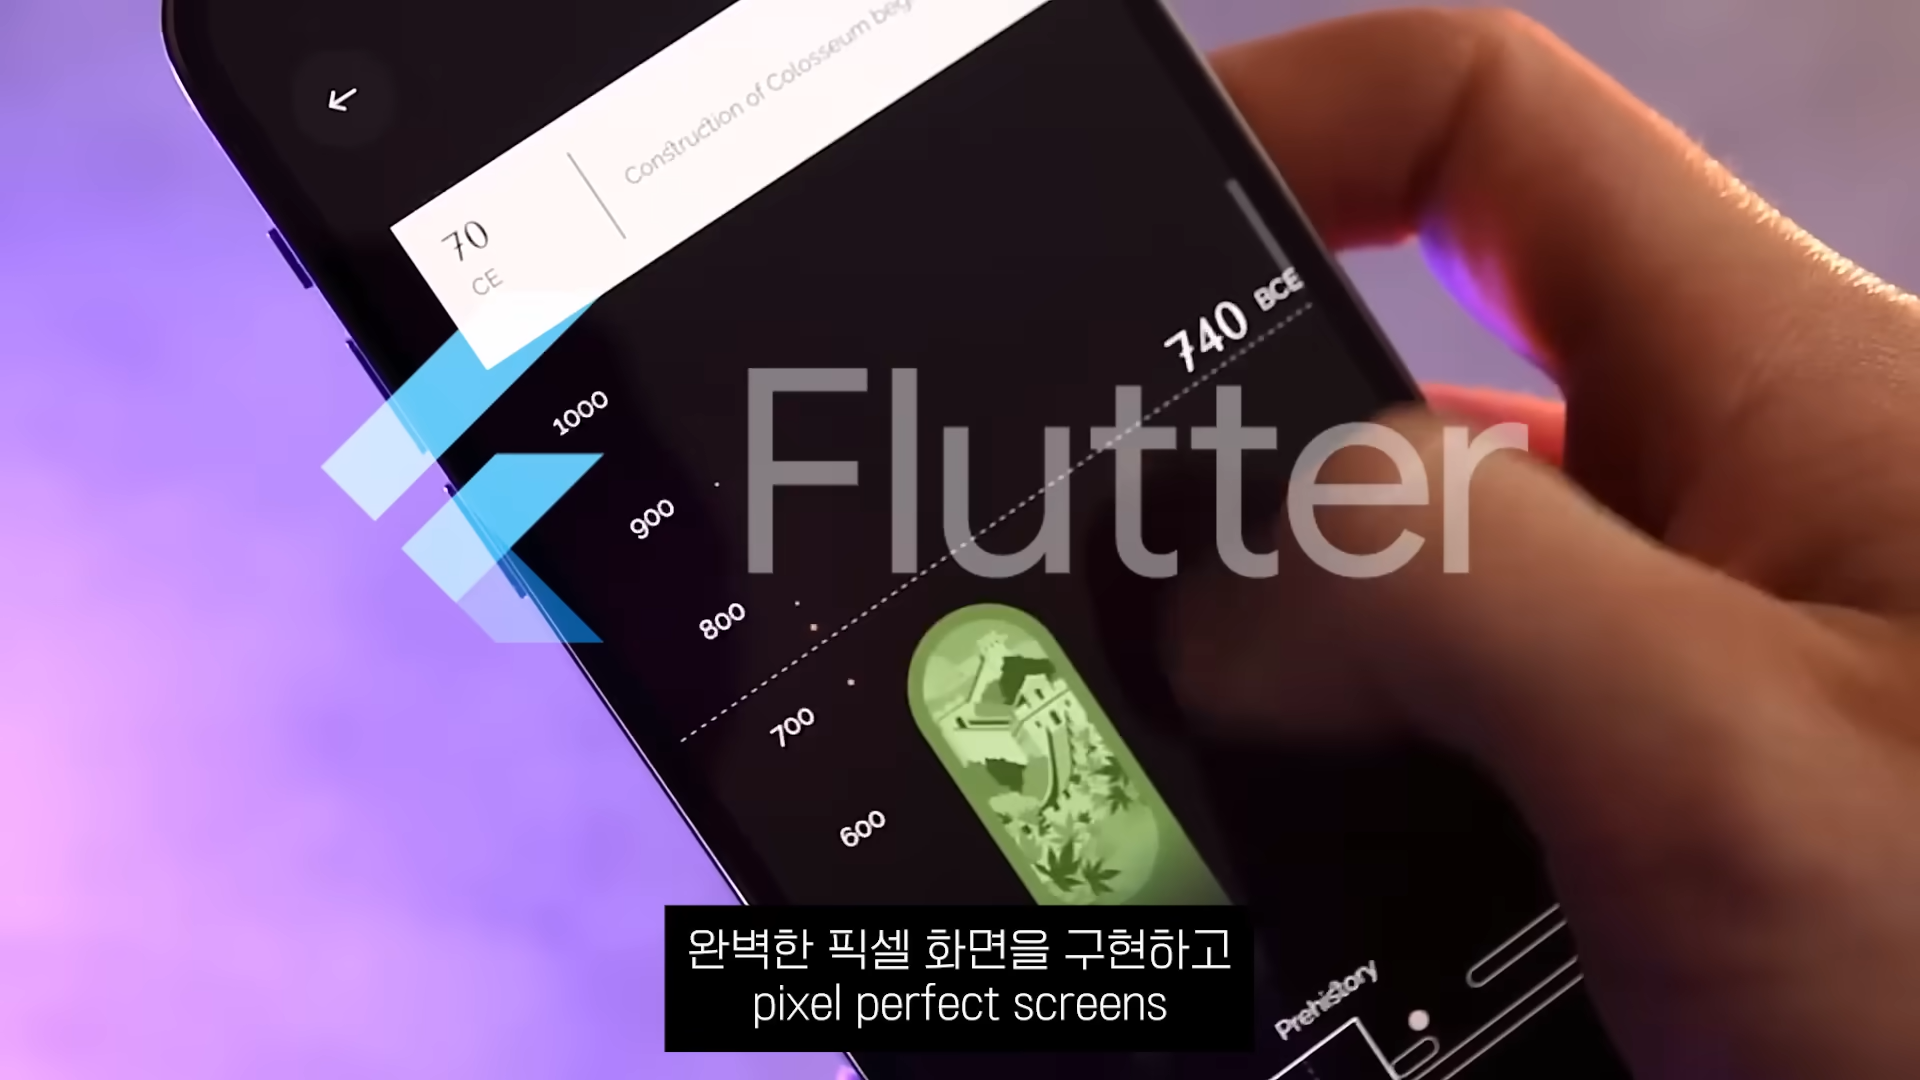 Construction of Colosseum beg
70
CE
740 BCE
1000
Flutter
900
800
700
600
Prehistory
완벽한 픽셀 화면을 구현하고
pixel perfect screens